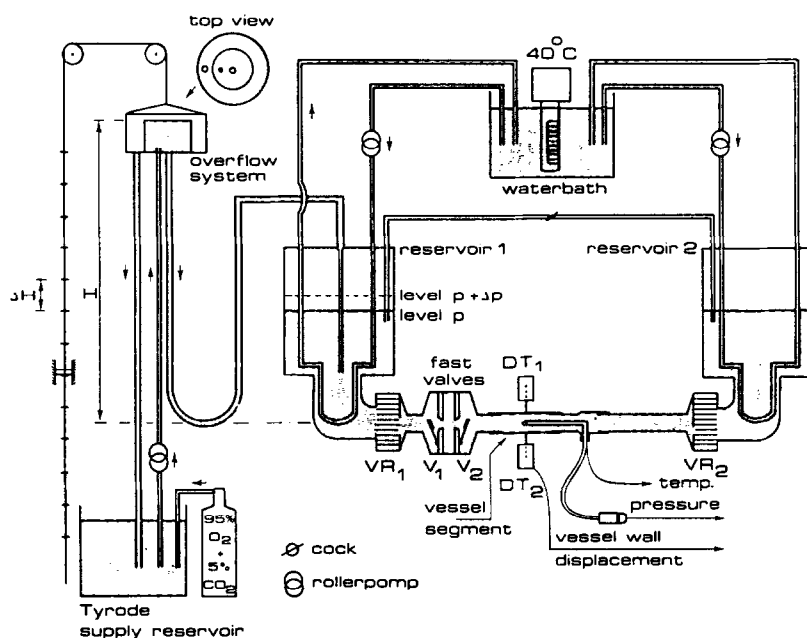 top view
40°C
overflow
system
waterbath
reservoir 1
reservoir 2
H
ΔH
level p + Δp
level p
fast
valves
DT1
VR1
V1
V2
DT2
VR2
temp.
pressure
vessel
segment
vessel wall
displacement
95%
O2
+
5%
CO2
cock
rollerpomp
Tyrode
supply reservoir